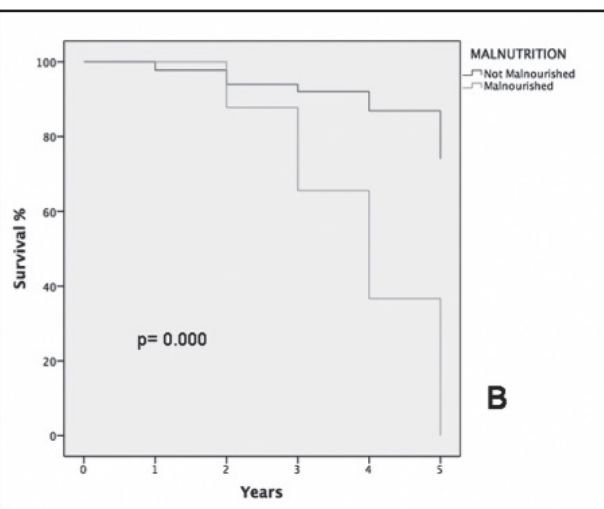 MALNUTRITION
Not Malnourished
Malnourished
100
80
60
40
20
0
Survival %
p= 0.000
B
0 1 2 3 4 5
Years